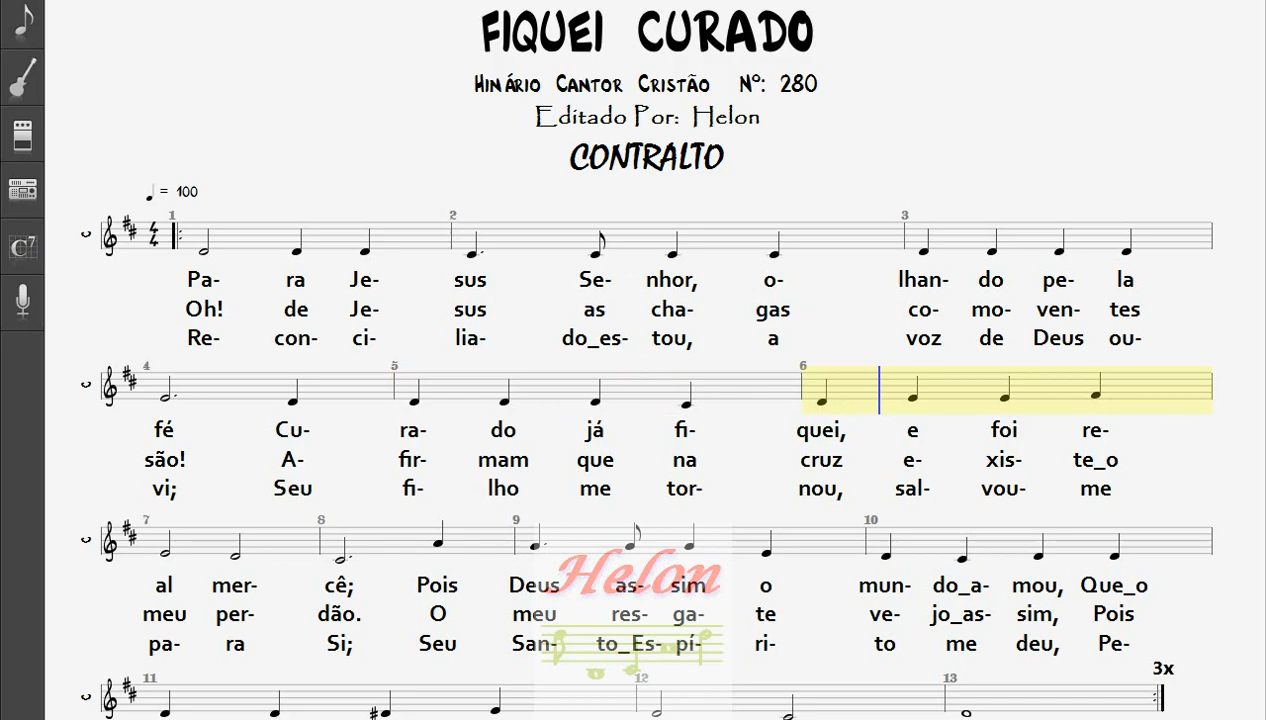 FIQUEI CURADO
Hinário Cantor Cristão Nº: 280
Editado Por: Helon
CONTRALTO
= 100
1 2 3
Pa- ra Je- sus Se- nhor, o- lhan- do pe- la
Oh! de Je- sus as cha- gas co- mo- ven- tes
Re- con- ci- lia- do_es- tou, a voz de Deus ou-
4 5 6
fé Cu- ra- do já fi- quei, e foi re-
são! A- fir- mam que na cruz e- xis- te_o
vi; Seu fi- lho me tor- nou, sal- vou- me
7 8 9 10
al mer- cê; Pois Deus as- sim o mun- do_a- mou, Que_o
meu per- dão. O meu res- ga- te ve- jo_as- sim, Pois
pa- ra Si; Seu San- to_Es- pí- ri- to me deu, Pe-
Helon
3x
11 12 13
C7